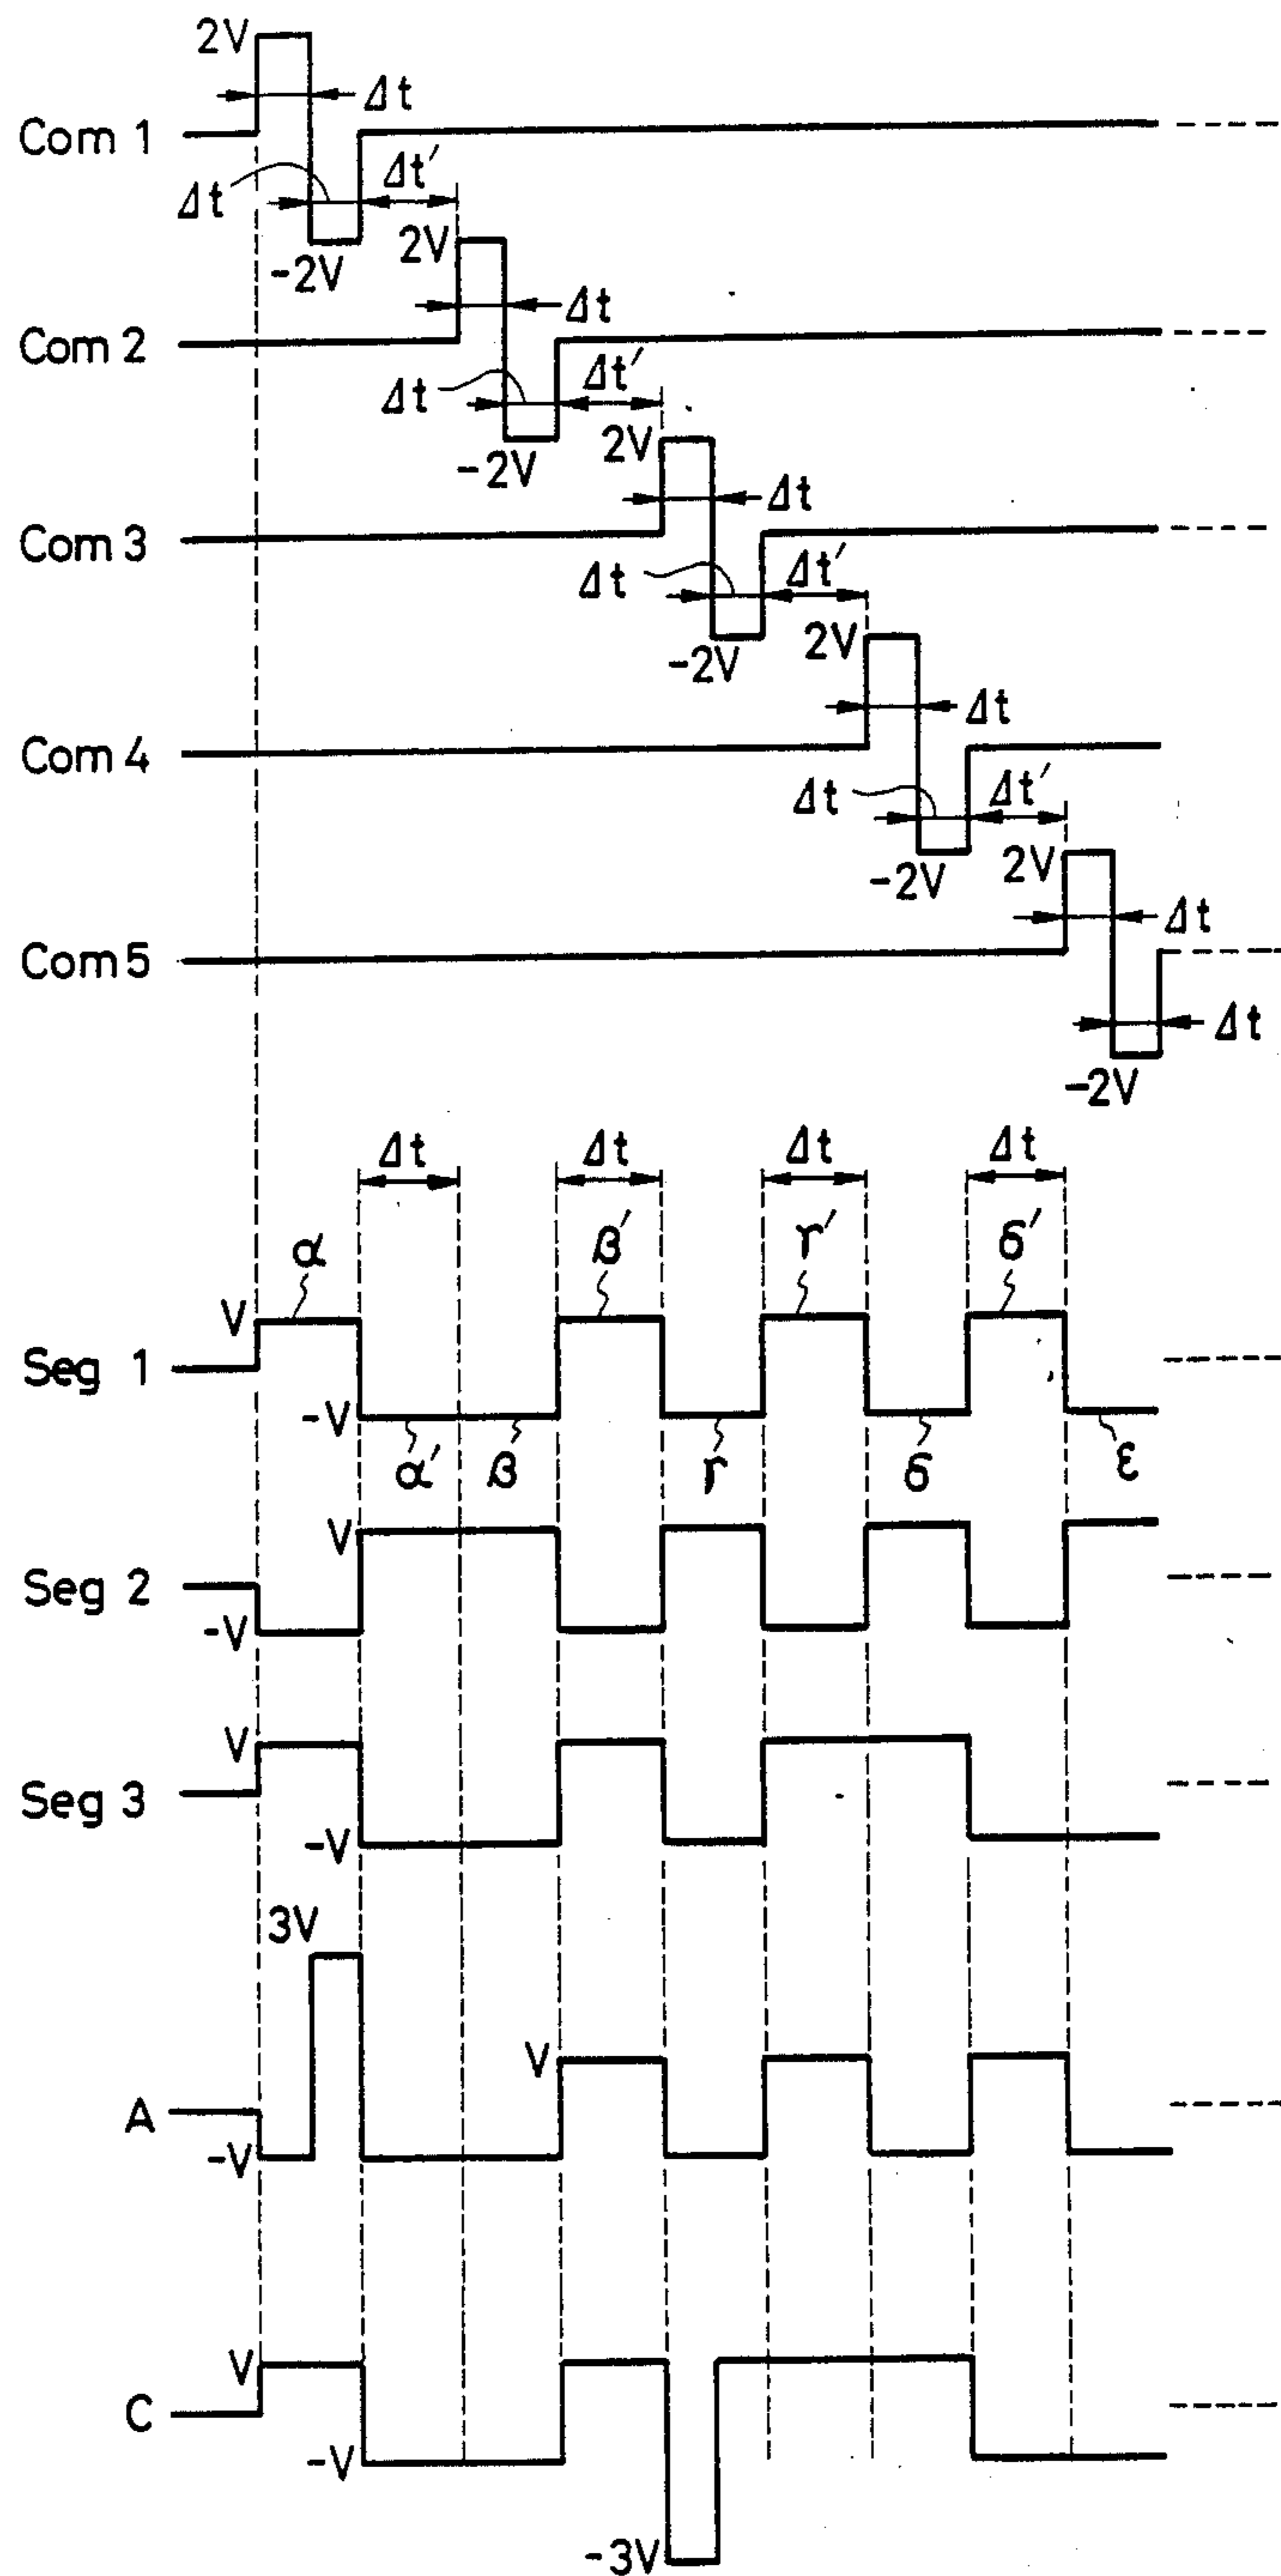 2V
Δt
Com 1
Δt
Δt′
-2V
2V
Δt
Com 2
Δt
Δt′
-2V
2V
Δt
Com 3
Δt
Δt′
-2V
2V
Δt
Com 4
Δt
Δt′
-2V
2V
Δt
Com 5
Δt
-2V
Δt Δt Δt Δt
α β′ γ′ δ′
V
Seg 1
-V
α′ β γ δ ε
V
Seg 2
-V
V
Seg 3
-V
3V
V
A
-V
V
C
-V
-3V